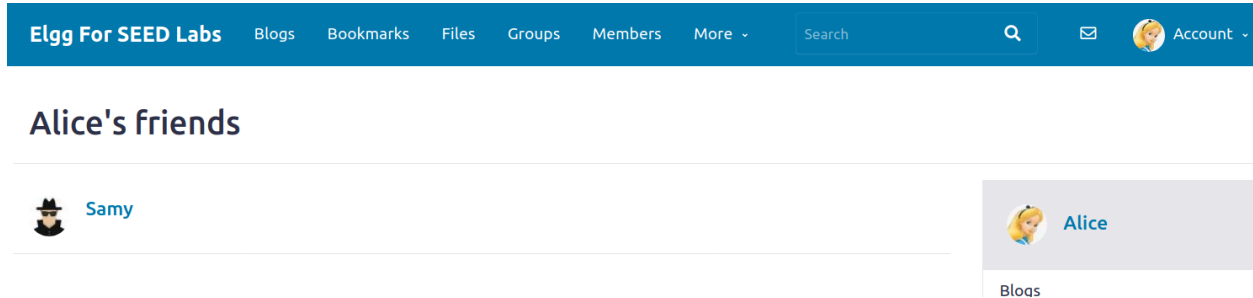 Elgg For SEED Labs Blogs Bookmarks Files Groups Members More Search Account
Alice's friends
Samy
Alice
Blogs